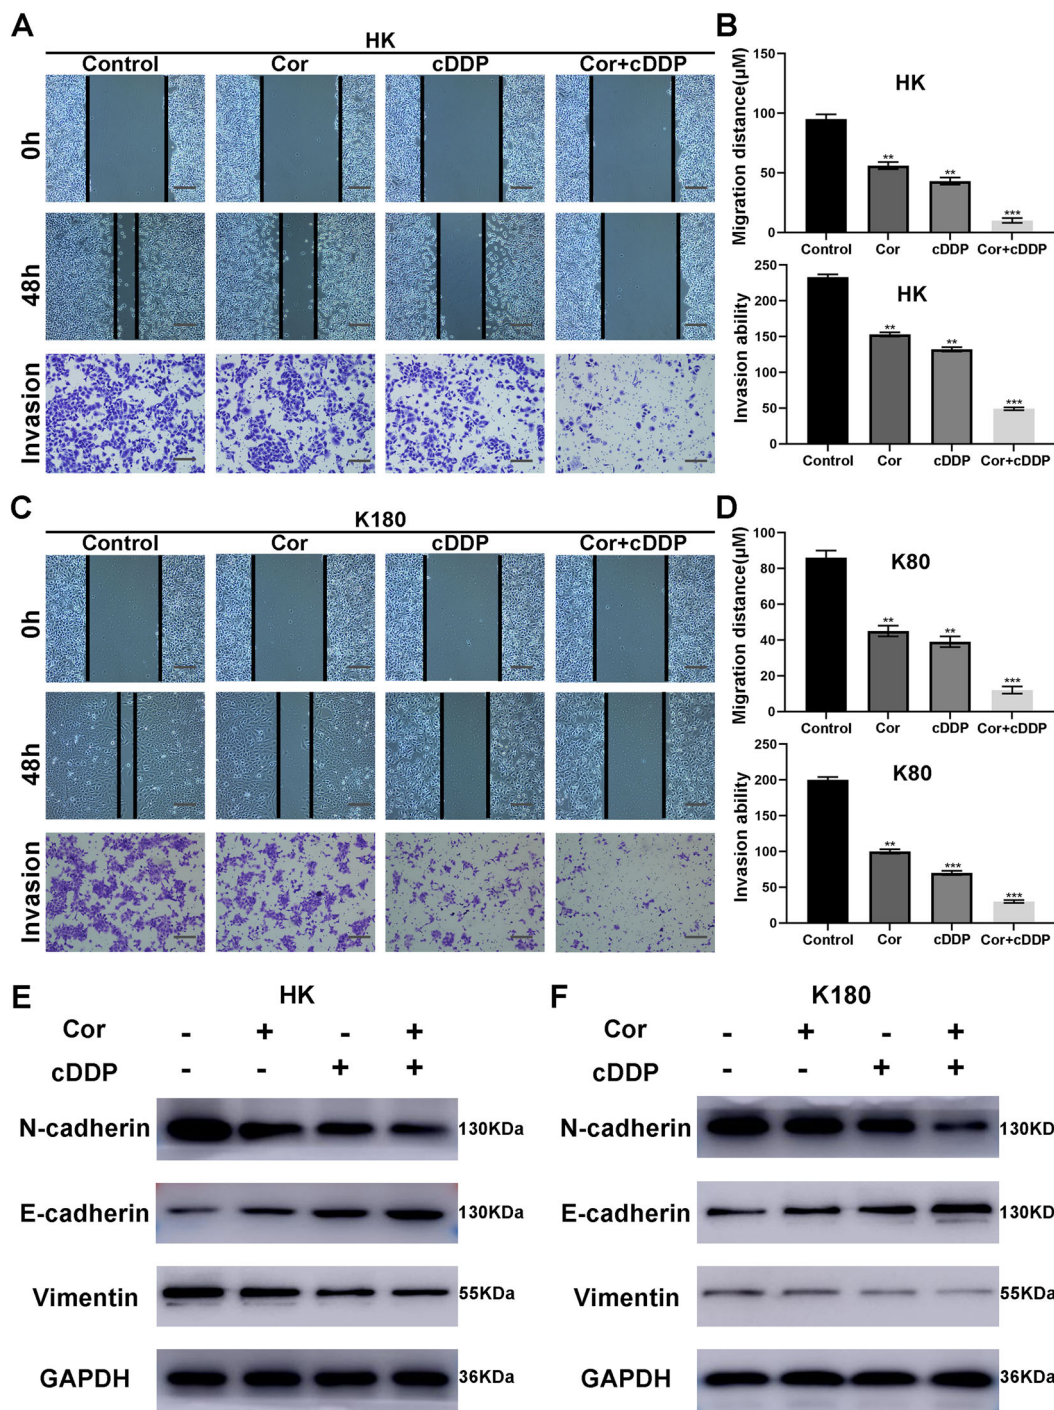 A
HK
Control Cor cDDP Cor+cDDP
0h
48h
Invasion
B
HK
Migration distance(μM)
150
100
50
0
** ** ***
Control Cor cDDP Cor+cDDP
HK
Invasion ability
250
200
150
100
50
0
** ** ***
Control Cor cDDP Cor+cDDP
C
K180
Control Cor cDDP Cor+cDDP
0h
48h
Invasion
D
K80
Migration distance(μM)
100
80
60
40
20
0
** ** ***
Control Cor cDDP Cor+cDDP
K80
Invasion ability
200
150
100
50
0
** *** ***
Control Cor cDDP Cor+cDDP
E
HK
Cor - + - +
cDDP - - + +
N-cadherin 130KDa
E-cadherin 130KDa
Vimentin 55KDa
GAPDH 36KDa
F
K180
Cor - + - +
cDDP - - + +
N-cadherin 130KD
E-cadherin 130KD
Vimentin 55KDa
GAPDH 36KDa